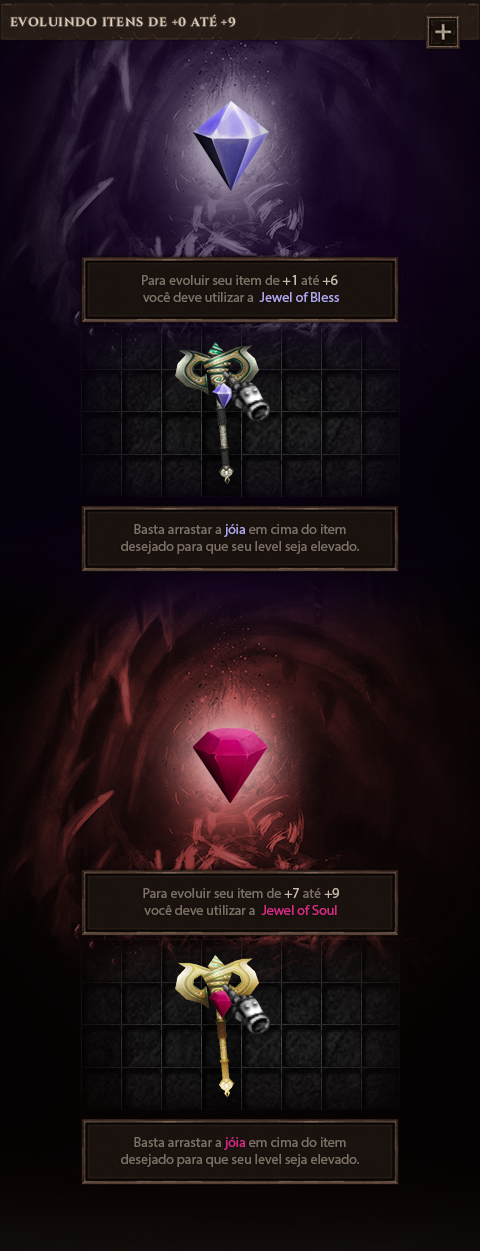 EVOLUINDO ITENS DE +0 ATÉ +9
Para evoluir seu item de +1 até +6
você deve utilizar a Jewel of Bless
Basta arrastar a jóia em cima do item
desejado para que seu level seja elevado.
Para evoluir seu item de +7 até +9
você deve utilizar a Jewel of Soul
Basta arrastar a jóia em cima do item
desejado para que seu level seja elevado.